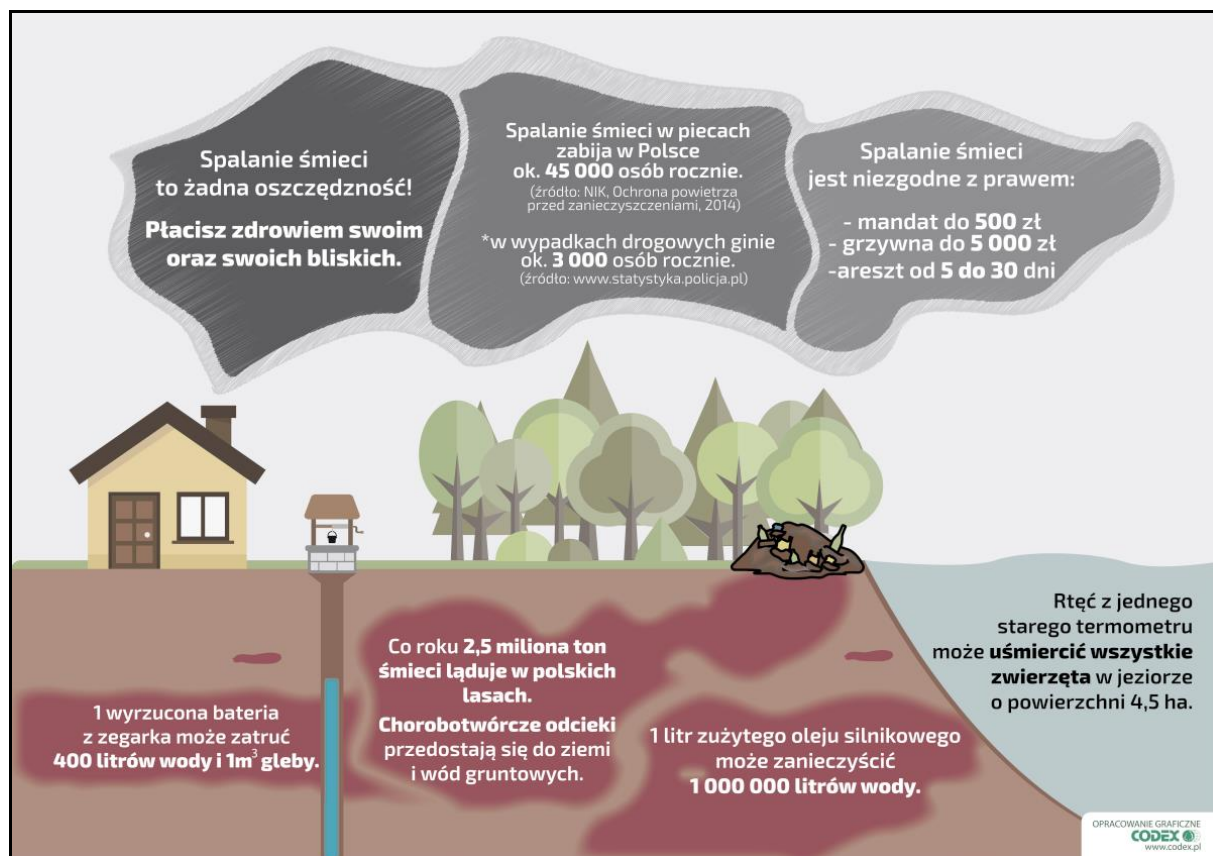 Spalanie śmieci
to żadna oszczędzność!
Płacisz zdrowiem swoim
oraz swoich bliskich.
Spalanie śmieci w piecach
zabija w Polsce
ok. 45 000 osób rocznie.
(źródło: NIK, Ochrona powietrza
przed zanieczyszczeniami, 2014)
*w wypadkach drogowych ginie
ok. 3 000 osób rocznie.
(źródło: www.statystyka.policja.pl)
Spalanie śmieci
jest niezgodne z prawem:
- mandat do 500 zł
- grzywna do 5 000 zł
-areszt od 5 do 30 dni
1 wyrzucona bateria
z zegarka może zatruć
400 litrów wody i 1m³ gleby.
Co roku 2,5 miliona ton
śmieci ląduje w polskich
lasach.
Chorobotwórcze odcieki
przedostają się do ziemi
i wód gruntowych.
1 litr zużytego oleju silnikowego
może zanieczyścić
1 000 000 litrów wody.
Rtęć z jednego
starego termometru
może uśmiercić wszystkie
zwierzęta w jeziorze
o powierzchni 4,5 ha.
OPRACOWANIE GRAFICZNE
CODEX
www.codex.pl